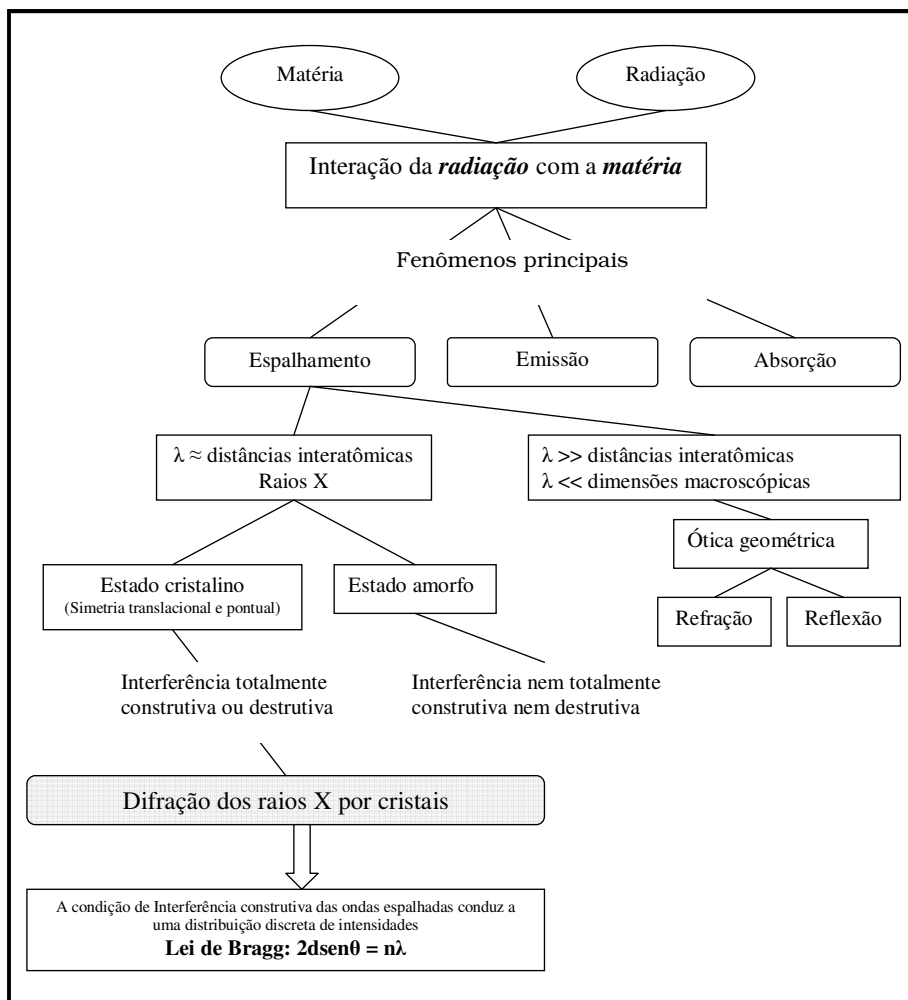 Matéria
Radiação
Interação da radiação com a matéria
Fenômenos principais
Espalhamento
Emissão
Absorção
λ ≈ distâncias interatômicas
Raios X
λ >> distâncias interatômicas
λ << dimensões macroscópicas
Ótica geométrica
Estado cristalino
(Simetria translacional e pontual)
Estado amorfo
Refração
Reflexão
Interferência totalmente
construtiva ou destrutiva
Interferência nem totalmente
construtiva nem destrutiva
Difração dos raios X por cristais
A condição de Interferência construtiva das ondas espalhadas conduz a
uma distribuição discreta de intensidades
Lei de Bragg: 2dsenθ = nλ